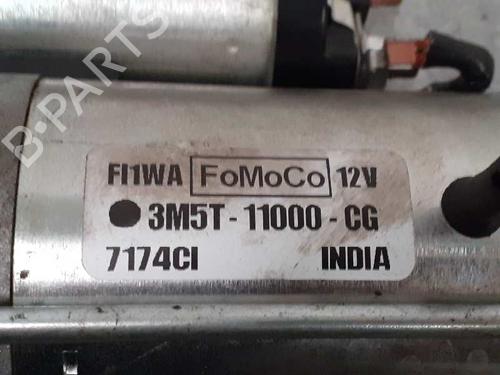 B-PARTS
FI1WA FoMoCo 12V
3M5T-11000-CG
7174CI INDIA